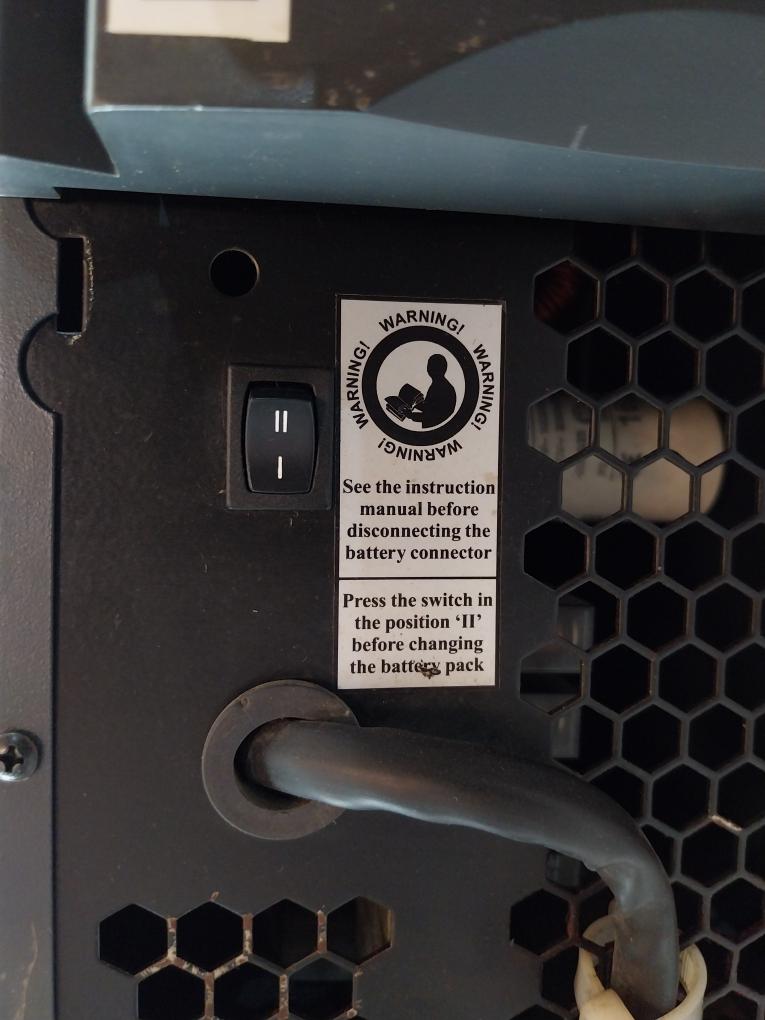 WARNING! WARNING! WARNING! WARNING! WARNING!
II
I
See the instruction
manual before
disconnecting the
battery connector
Press the switch in
the position ‘II’
before changing
the battery pack